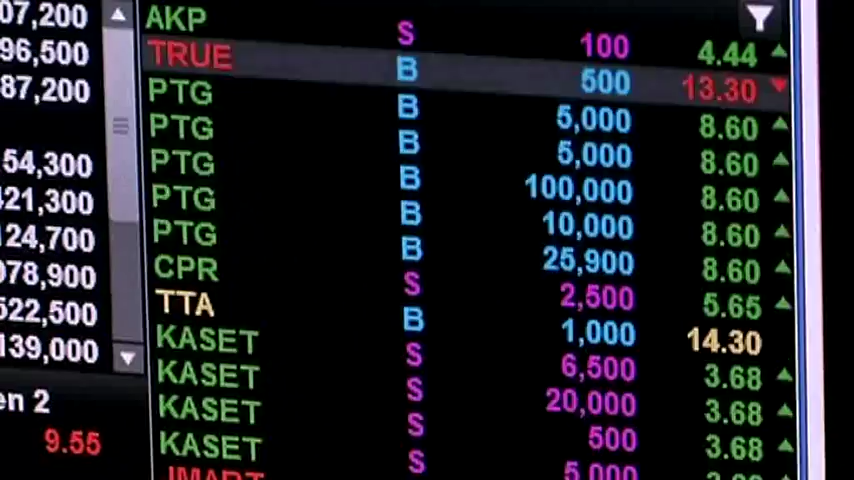 07,200
96,500
87,200
54,300
421,300
124,700
078,900
522,500
139,000
en 2
9.55
AKP S 100 4.44
TRUE B 500 13.30
PTG B 5,000 8.60
PTG B 5,000 8.60
PTG B 100,000 8.60
PTG B 10,000 8.60
PTG B 25,900 8.60
CPR S 2,500 5.65
TTA B 1,000 14.30
KASET S 6,500 3.68
KASET S 20,000 3.68
KASET S 500 3.68
KASET S 5,000
JMART